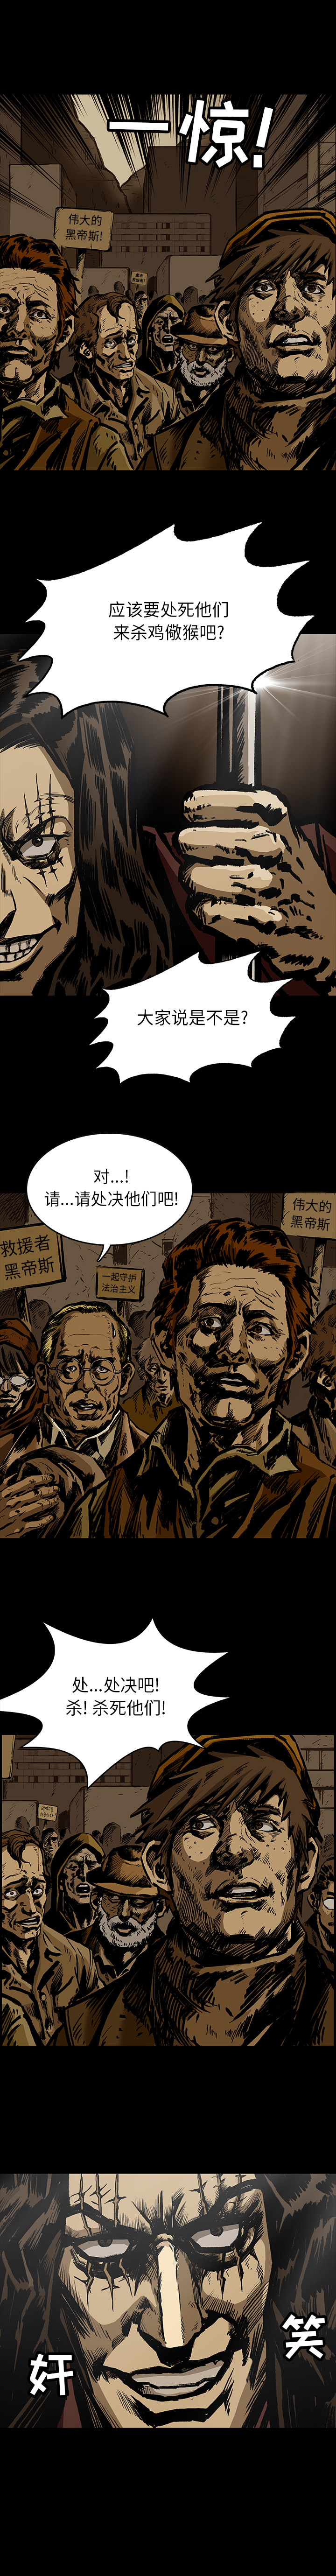 一惊!
伟大的
黑帝斯!
应该要处死他们
来杀鸡儆猴吧?
大家说是不是?
对...!
请...请处决他们吧!
救援者
黑帝斯
一起守护
法治主义
伟大的
黑帝斯
处...处决吧!
杀! 杀死他们!
奸笑